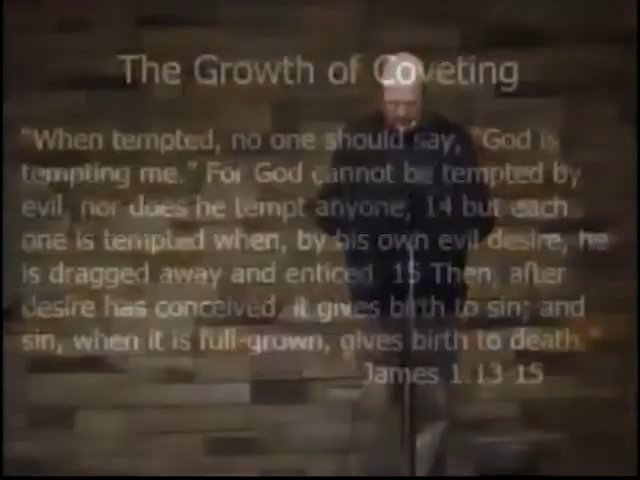 The Growth of Coveting
"When tempted, no one should say, "God is
tempting me." For God cannot be tempted by
evil, nor does he tempt anyone; 14 but each
one is tempted when, by his own evil desire, he
is dragged away and enticed. 15 Then, after
desire has conceived, it gives birth to sin; and
sin, when it is full-grown, gives birth to death."
James 1.13-15